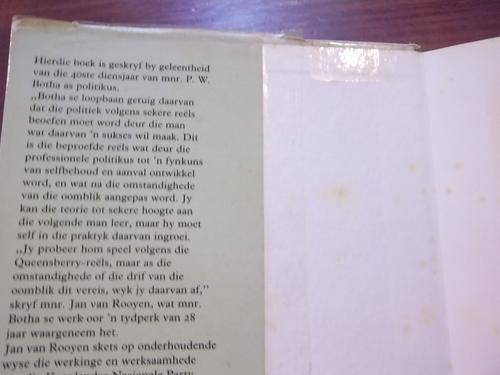 Hierdie boek is geskryf by geleentheid
van die 40ste diensjaar van mnr. P. W.
Botha as politikus.
„Botha se loopbaan getuig daarvan
dat die politiek volgens sekere reëls
beoefen moet word deur die man
wat daarvan 'n sukses wil maak. Dit
is die beproefde reëls wat deur die
professionele politikus tot 'n fynkuns
van selfbehoud en aanval ontwikkel
word, en wat na die omstandighede
van die oomblik aangepas word. Jy
kan die teorie tot sekere hoogte aan
die volgende man leer, maar hy moet
self in die praktyk daarvan ingroei.
„Jy probeer hom speel volgens die
Queensberry-reëls, maar as die
omstandighede of die drif van die
oomblik dit vereis, wyk jy daarvan af,”
skryf mnr. Jan van Rooyen, wat mnr.
Botha se werk oor 'n tydperk van 28
jaar waargeneem het.
Jan van Rooyen skets op onderhoudende
wyse die werkinge en werksaamhede
Nasionale Party